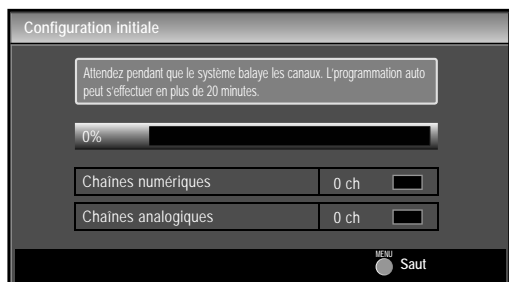 Configuration initiale
Attendez pendant que le système balaye les canaux. L'programmation auto
peut s'effectuer en plus de 20 minutes.
0%
Chaînes numériques 0 ch
Chaînes analogiques 0 ch
MENU Saut